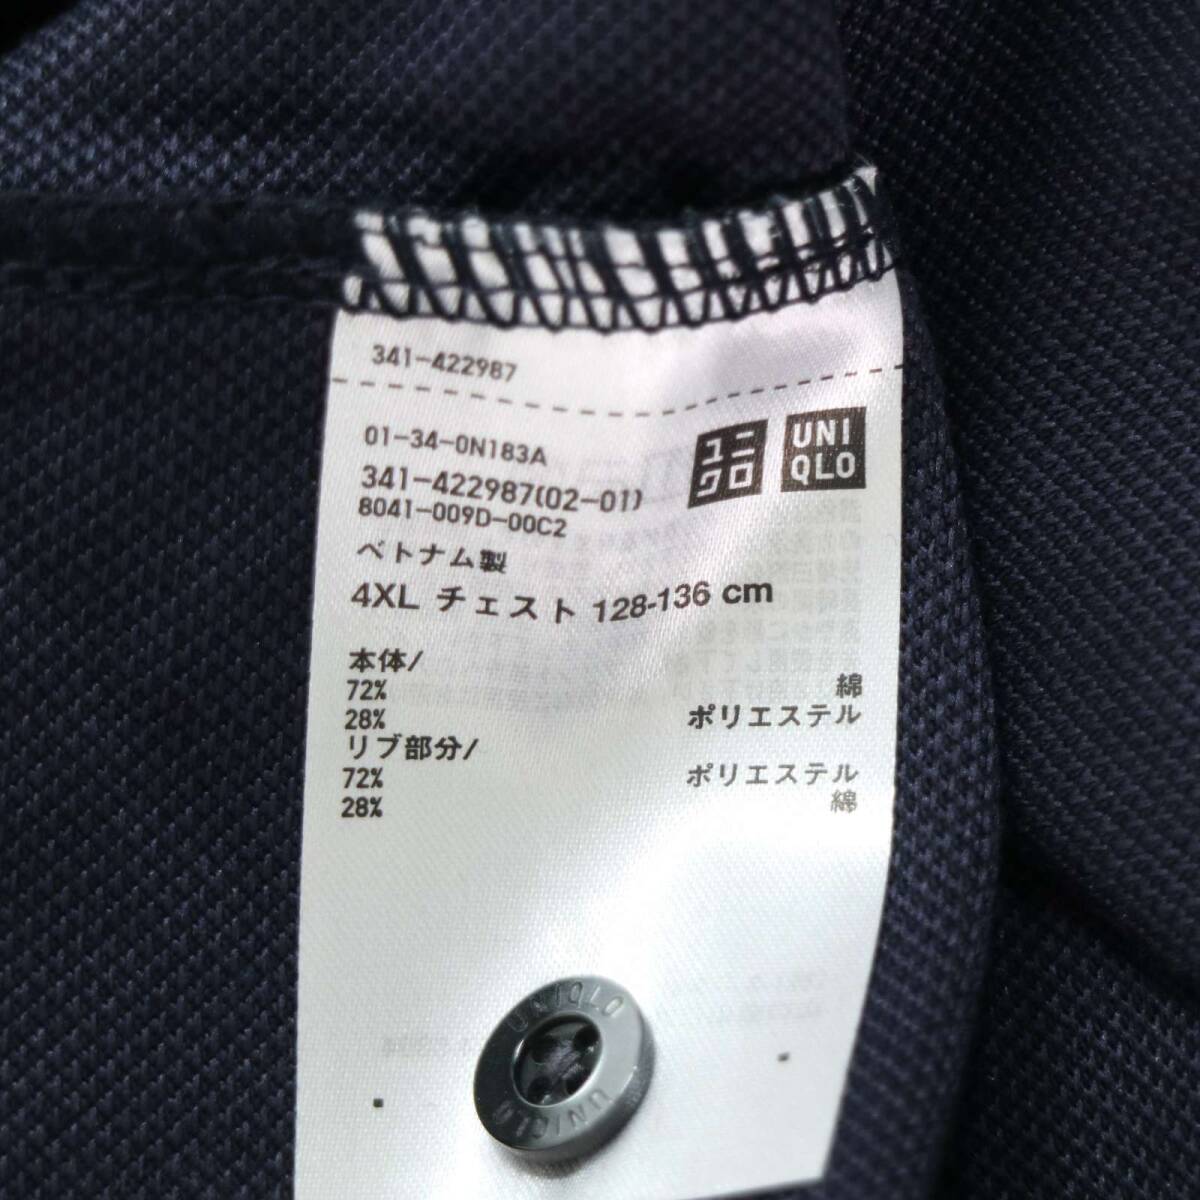 341-422987
01-34-0N183A
341-422987(02-01)
8041-009D-00C2
ユニクロ
UNIQLO
ベトナム製
4XL チェスト 128-136 cm
本体/
72% 綿
28% ポリエステル
リブ部分/
72% ポリエステル
28% 綿
UNIQLO
UNIQLO